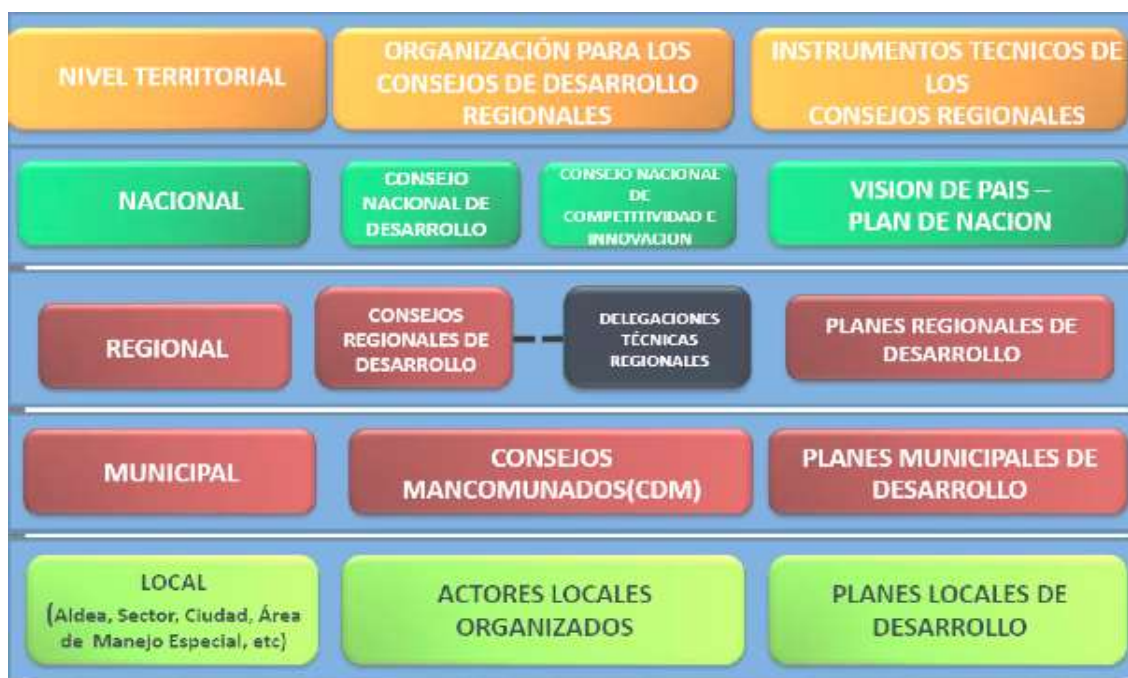 NIVEL TERRITORIAL
ORGANIZACIÓN PARA LOS
CONSEJOS DE DESARROLLO
REGIONALES
INSTRUMENTOS TECNICOS DE
LOS
CONSEJOS REGIONALES
NACIONAL
CONSEJO
NACIONAL DE
DESARROLLO
CONSEJO NACIONAL
DE
COMPETITIVIDAD E
INNOVACION
VISION DE PAIS –
PLAN DE NACION
REGIONAL
CONSEJOS
REGIONALES DE
DESARROLLO
DELEGACIONES
TÉCNICAS
REGIONALES
PLANES REGIONALES DE
DESARROLLO
MUNICIPAL
CONSEJOS
MANCOMUNADOS(CDM)
PLANES MUNICIPALES DE
DESARROLLO
LOCAL
(Aldea, Sector, Ciudad, Área
de Manejo Especial, etc)
ACTORES LOCALES
ORGANIZADOS
PLANES LOCALES DE
DESARROLLO